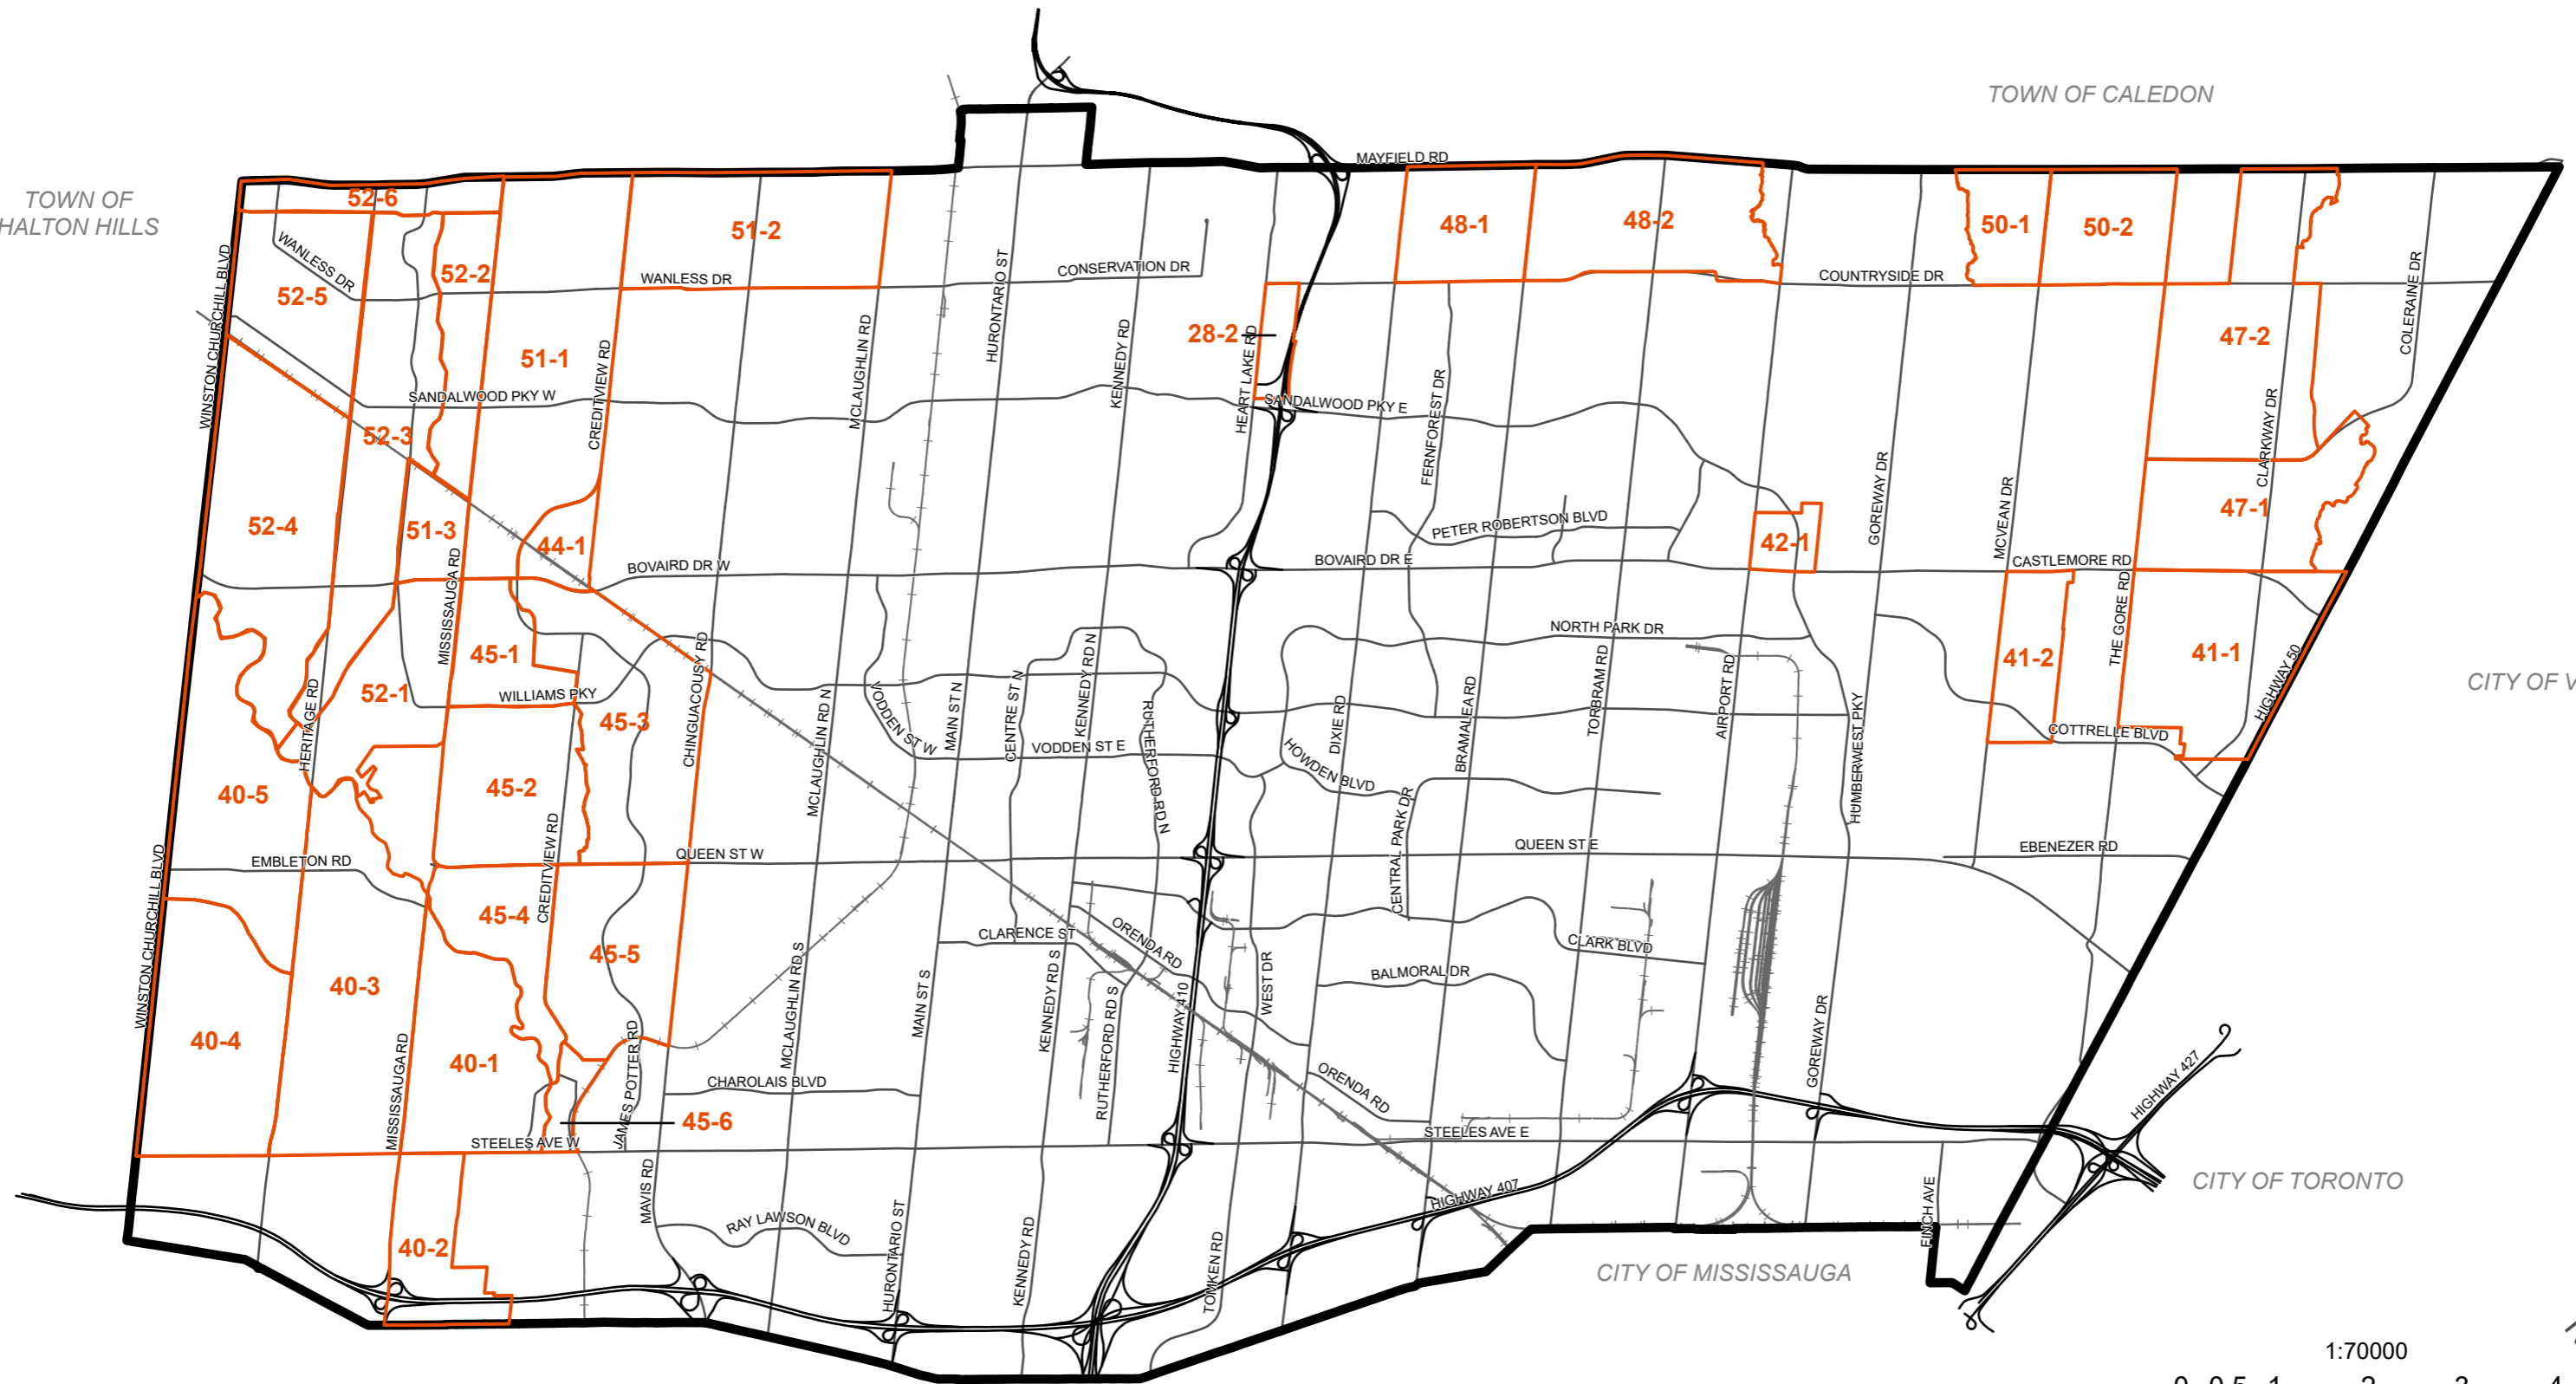 TOWN OF CALEDON
MAYFIELD RD
TOWN OF
HALTON HILLS
52-6
51-2
48-1
48-2
50-1
50-2
WANLESS DR
52-5
52-2
WANLESS DR
CONSERVATION DR
COUNTRYSIDE DR
WINSTON CHURCHILL BLVD
HURONTARIO ST
COLERAINE DR
28-2
HEART LAKE RD
47-2
51-1
CREDITVIEW RD
MCLAUGHLIN RD
KENNEDY RD
SANDALWOOD PKY W
SANDALWOOD PKY E
FERNFOREST DR
CLARKWAY DR
52-3
GOREWAY DR
MCVEAN DR
47-1
52-4
51-3
44-1
PETER ROBERTSON BLVD
42-1
BOVAIRD DR W
BOVAIRD DR E
CASTLEMORE RD
MISSISSAUGA RD
THE GORE RD
NORTH PARK DR
45-1
CHINGUACOUSY RD
41-2
41-1
HIGHWAY 50
CITY OF V
52-1
WILLIAMS PKY
45-3
HERITAGE RD
VODDEN ST W
MAIN ST N
CENTRE ST N
KENNEDY RD N
RUTHERFORD RD N
MCLAUGHLIN RD N
VODDEN ST E
HOWDEN BLVD
DIXIE RD
BRAMALEA RD
TORBRAM RD
AIRPORT RD
HUMBERWEST PKY
COTTRELLE BLVD
40-5
45-2
CENTRAL PARK DR
EMBLETON RD
QUEEN ST W
QUEEN ST E
EBENEZER RD
WINSTON CHURCHILL BLVD
CREDITVIEW RD
45-4
45-5
CLARENCE ST
ORENDA RD
CLARK BLVD
BALMORAL DR
WEST DR
40-3
40-4
40-1
MISSISSAUGA RD
JAMES POTTER RD
MCLAUGHLIN RD S
MAIN ST S
KENNEDY RD S
RUTHERFORD RD S
HIGHWAY 410
GOREWAY DR
CHAROLAIS BLVD
ORENDA RD
HIGHWAY 427
45-6
STEELES AVE W
STEELES AVE E
MAVIS RD
HIGHWAY 407
CITY OF TORONTO
RAY LAWSON BLVD
HURONTARIO ST
KENNEDY RD
TOMKEN RD
FINCH AVE
40-2
CITY OF MISSISSAUGA
1:70000
0 0.5 1 2 3 4